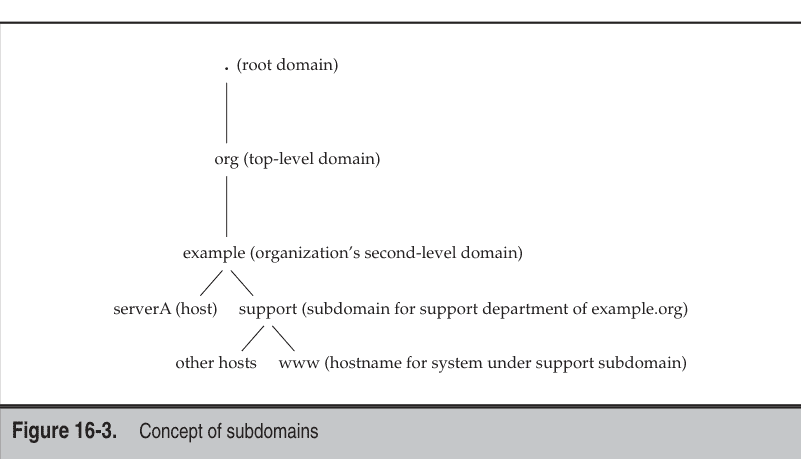 . (root domain)
org (top-level domain)
example (organization’s second-level domain)
serverA (host) support (subdomain for support department of example.org)
other hosts www (hostname for system under support subdomain)
Figure 16-3. Concept of subdomains